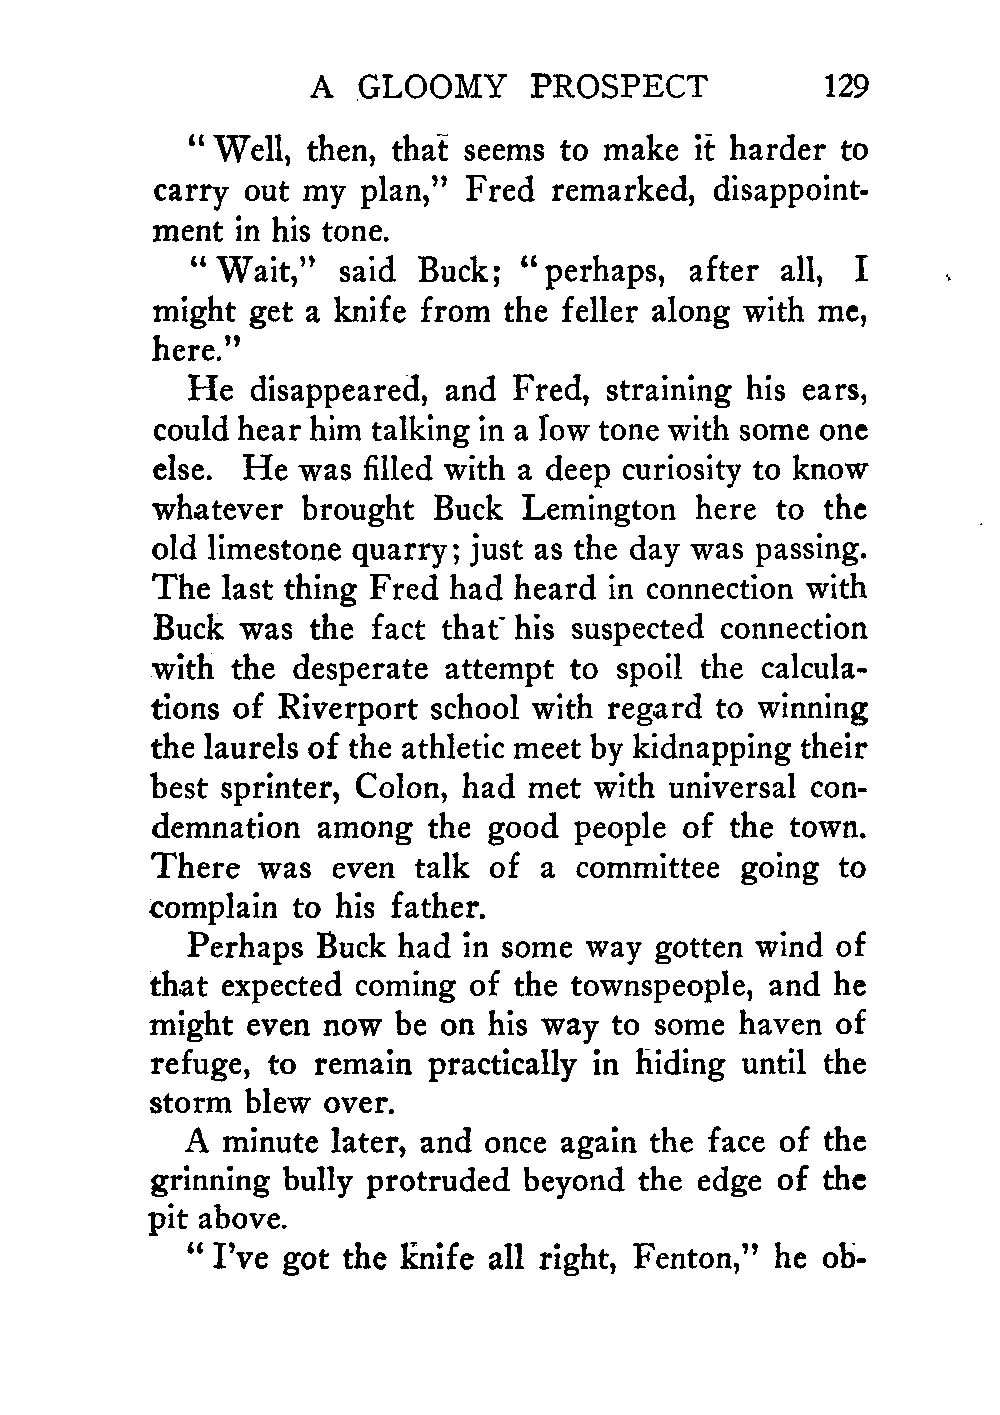 A GLOOMY PROSPECT 129
“Well, then, that seems to make it harder to
carry out my plan,” Fred remarked, disappoint-
ment in his tone.
“Wait,” said Buck; “perhaps, after all, I
might get a knife from the feller along with me,
here.”
He disappeared, and Fred, straining his ears,
could hear him talking in a low tone with some one
else. He was filled with a deep curiosity to know
whatever brought Buck Lemington here to the
old limestone quarry; just as the day was passing.
The last thing Fred had heard in connection with
Buck was the fact that his suspected connection
with the desperate attempt to spoil the calcula-
tions of Riverport school with regard to winning
the laurels of the athletic meet by kidnapping their
best sprinter, Colon, had met with universal con-
demnation among the good people of the town.
There was even talk of a committee going to
complain to his father.
Perhaps Buck had in some way gotten wind of
that expected coming of the townspeople, and he
might even now be on his way to some haven of
refuge, to remain practically in hiding until the
storm blew over.
A minute later, and once again the face of the
grinning bully protruded beyond the edge of the
pit above.
“I’ve got the knife all right, Fenton,” he ob-